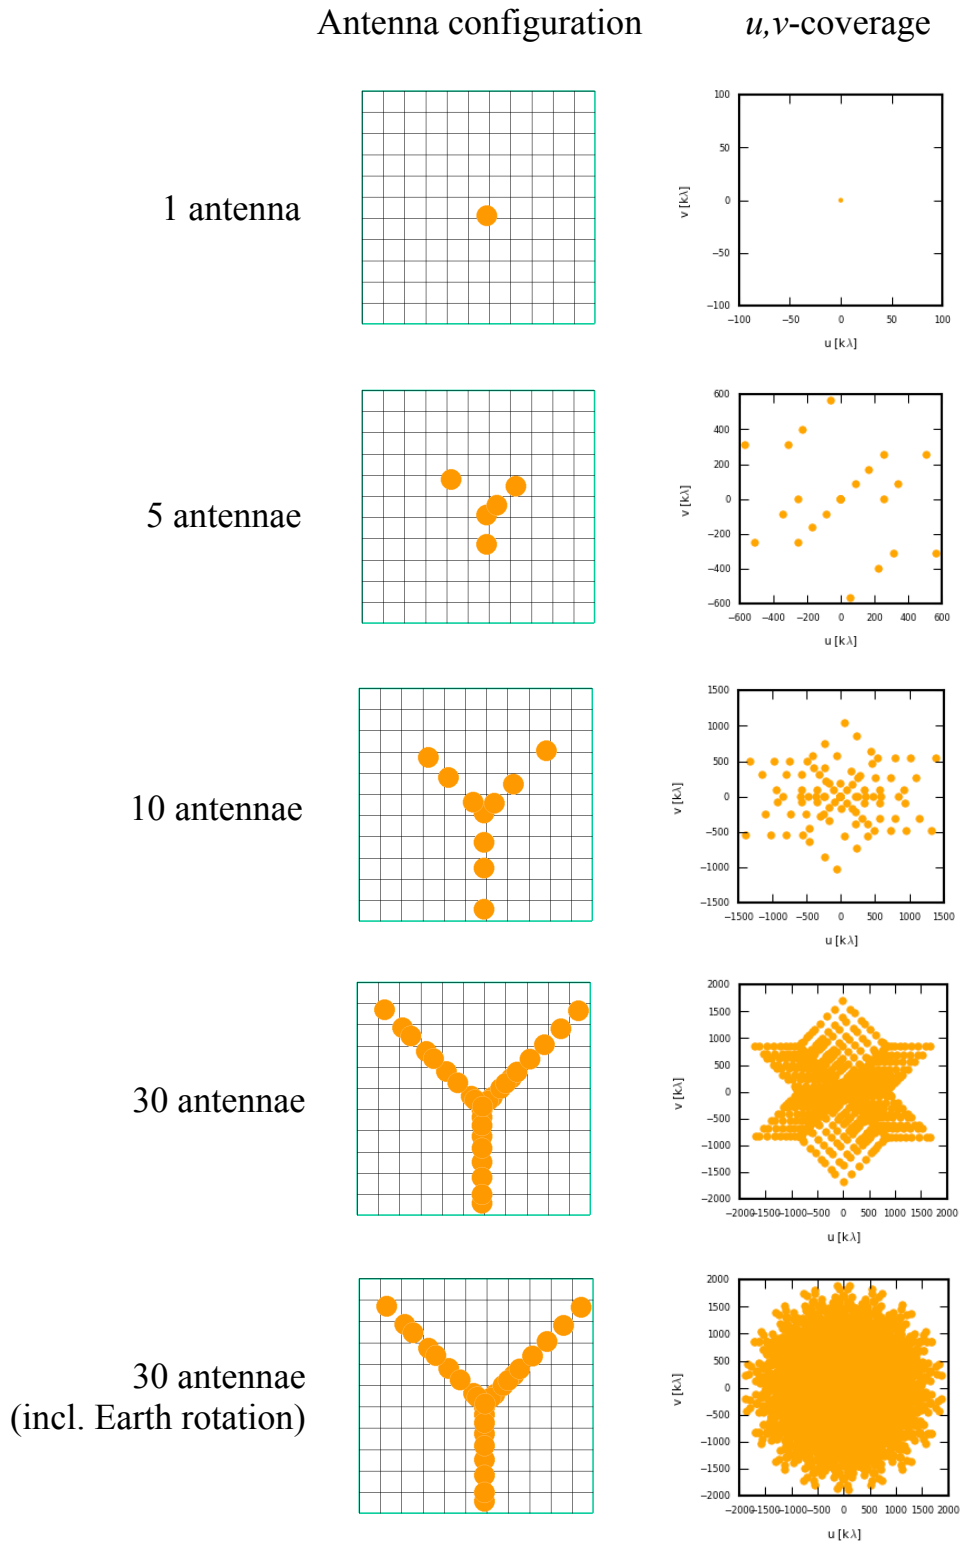 Antenna configuration
u,v-coverage
1 antenna
100
50
0
−50
−100
v [kλ]
−100 −50 0 50 100
u [kλ]
5 antennae
600
400
200
0
−200
−400
−600
v [kλ]
−600 −400 −200 0 200 400 600
u [kλ]
10 antennae
1500
1000
500
0
−500
−1000
−1500
v [kλ]
−1500 −1000 −500 0 500 1000 1500
u [kλ]
30 antennae
2000
1500
1000
500
0
−500
−1000
−1500
−2000
v [kλ]
−2000 −1500 −1000 −500 0 500 1000 1500 2000
u [kλ]
30 antennae
(incl. Earth rotation)
2000
1500
1000
500
0
−500
−1000
−1500
−2000
v [kλ]
−2000 −1500 −1000 −500 0 500 1000 1500 2000
u [kλ]